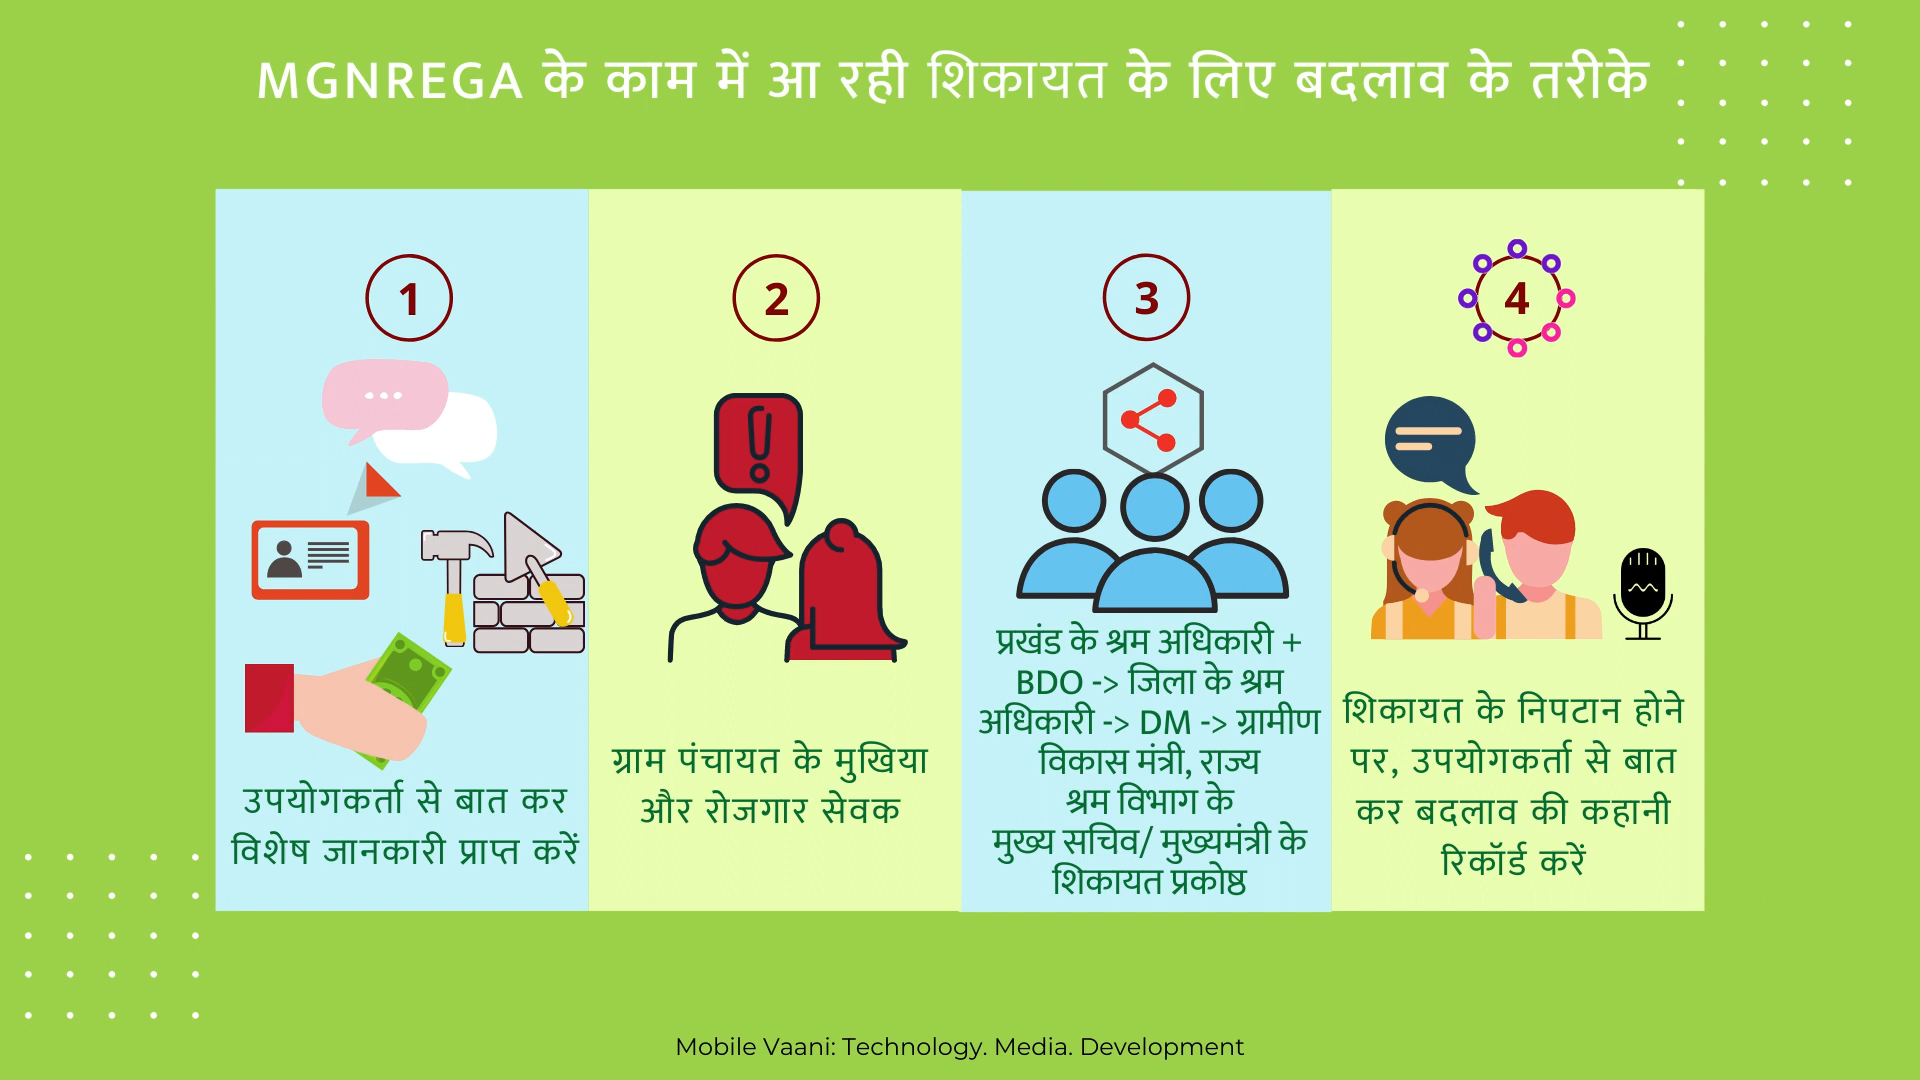 MGNREGA के काम में आ रही शिकायत के लिए बदलाव के तरीके
1
उपयोगकर्ता से बात कर
विशेष जानकारी प्राप्त करें
2
ग्राम पंचायत के मुखिया
और रोजगार सेवक
3
प्रखंड के श्रम अधिकारी +
BDO -> जिला के श्रम
अधिकारी -> DM -> ग्रामीण
विकास मंत्री, राज्य
श्रम विभाग के
मुख्य सचिव/ मुख्यमंत्री के
शिकायत प्रकोष्ठ
4
शिकायत के निपटान होने
पर, उपयोगकर्ता से बात
कर बदलाव की कहानी
रिकॉर्ड करें
Mobile Vaani: Technology. Media. Development